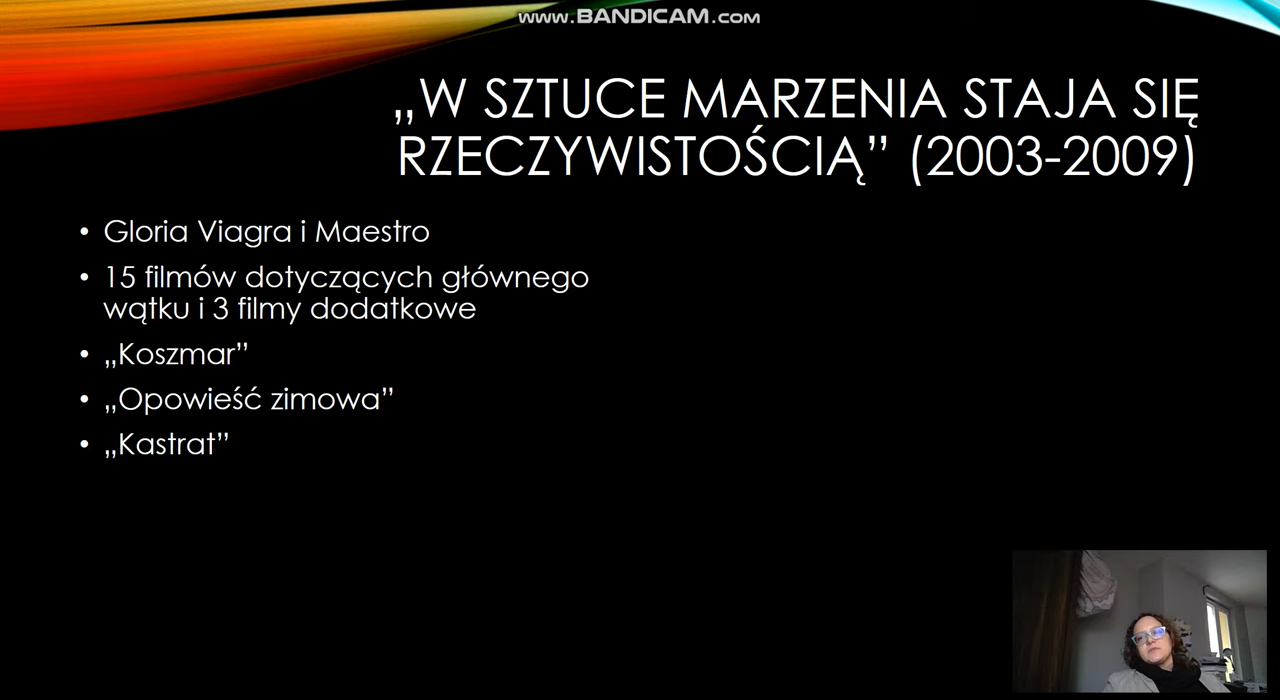 www.BANDICAM.com
„W SZTUCE MARZENIA STAJA SIĘ
RZECZYWISTOŚCIĄ” (2003-2009)
• Gloria Viagra i Maestro
• 15 filmów dotyczących głównego
wątku i 3 filmy dodatkowe
• „Koszmar”
• „Opowieść zimowa”
• „Kastrat”